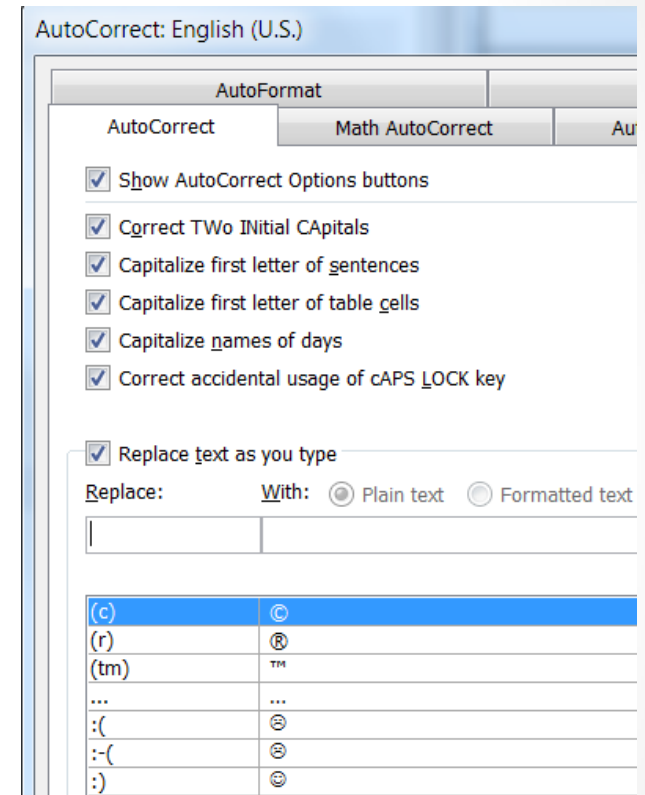 AutoCorrect: English (U.S.)
AutoFormat
AutoCorrect Math AutoCorrect Au
Show AutoCorrect Options buttons
Correct TWo INitial CApitals
Capitalize first letter of sentences
Capitalize first letter of table cells
Capitalize names of days
Correct accidental usage of cAPS LOCK key
Replace text as you type
Replace: With: Plain text Formatted text
(c) ©
(r) ®
(tm) ™
... ...
:( ☹
:-( ☹
:) ☺